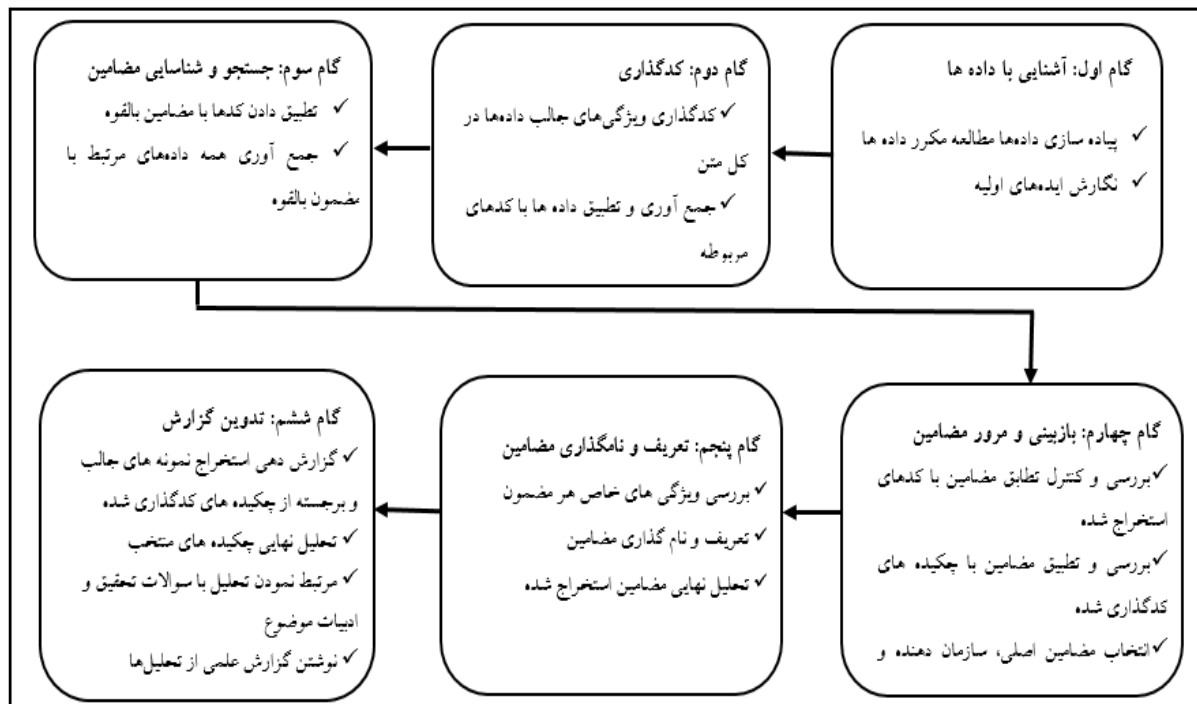 گام اول: آشنایی با داده ها
✓ پیاده سازی داده‌ها مطالعه مکرر داده ها
✓ نگارش ایده‌های اولیه
گام دوم: کدگذاری
✓کدگذاری ویژگی‌های جالب داده‌ها در
کل متن
✓جمع آوری و تطبیق داده ها با کدهای
مربوطه
گام سوم: جستجو و شناسایی مضامین
✓ تطبیق دادن کدها با مضامین بالقوه
✓ جمع آوری همه داده‌های مرتبط با
مضمون بالقوه
گام چهارم: بازبینی و مرور مضامین
✓بررسی و کنترل تطابق مضامین با کدهای
استخراج شده
✓بررسی و تطبیق مضامین با چکیده های
کدگذاری شده
✓انتخاب مضامین اصلی، سازمان دهنده و
گام پنجم: تعریف و نامگذاری مضامین
✓ بررسی ویژگی های خاص هر مضمون
✓ تعریف و نام گذاری مضامین
✓ تحلیل نهایی مضامین استخراج شده
گام ششم: تدوین گزارش
✓ گزارش دهی استخراج نمونه های جالب
و برجسته از چکیده های کدگذاری شده
✓ تحلیل نهایی چکیده های منتخب
✓ مرتبط نمودن تحلیل با سوالات تحقیق و
ادبیات موضوع
✓ نوشتن گزارش علمی از تحلیل‌ها